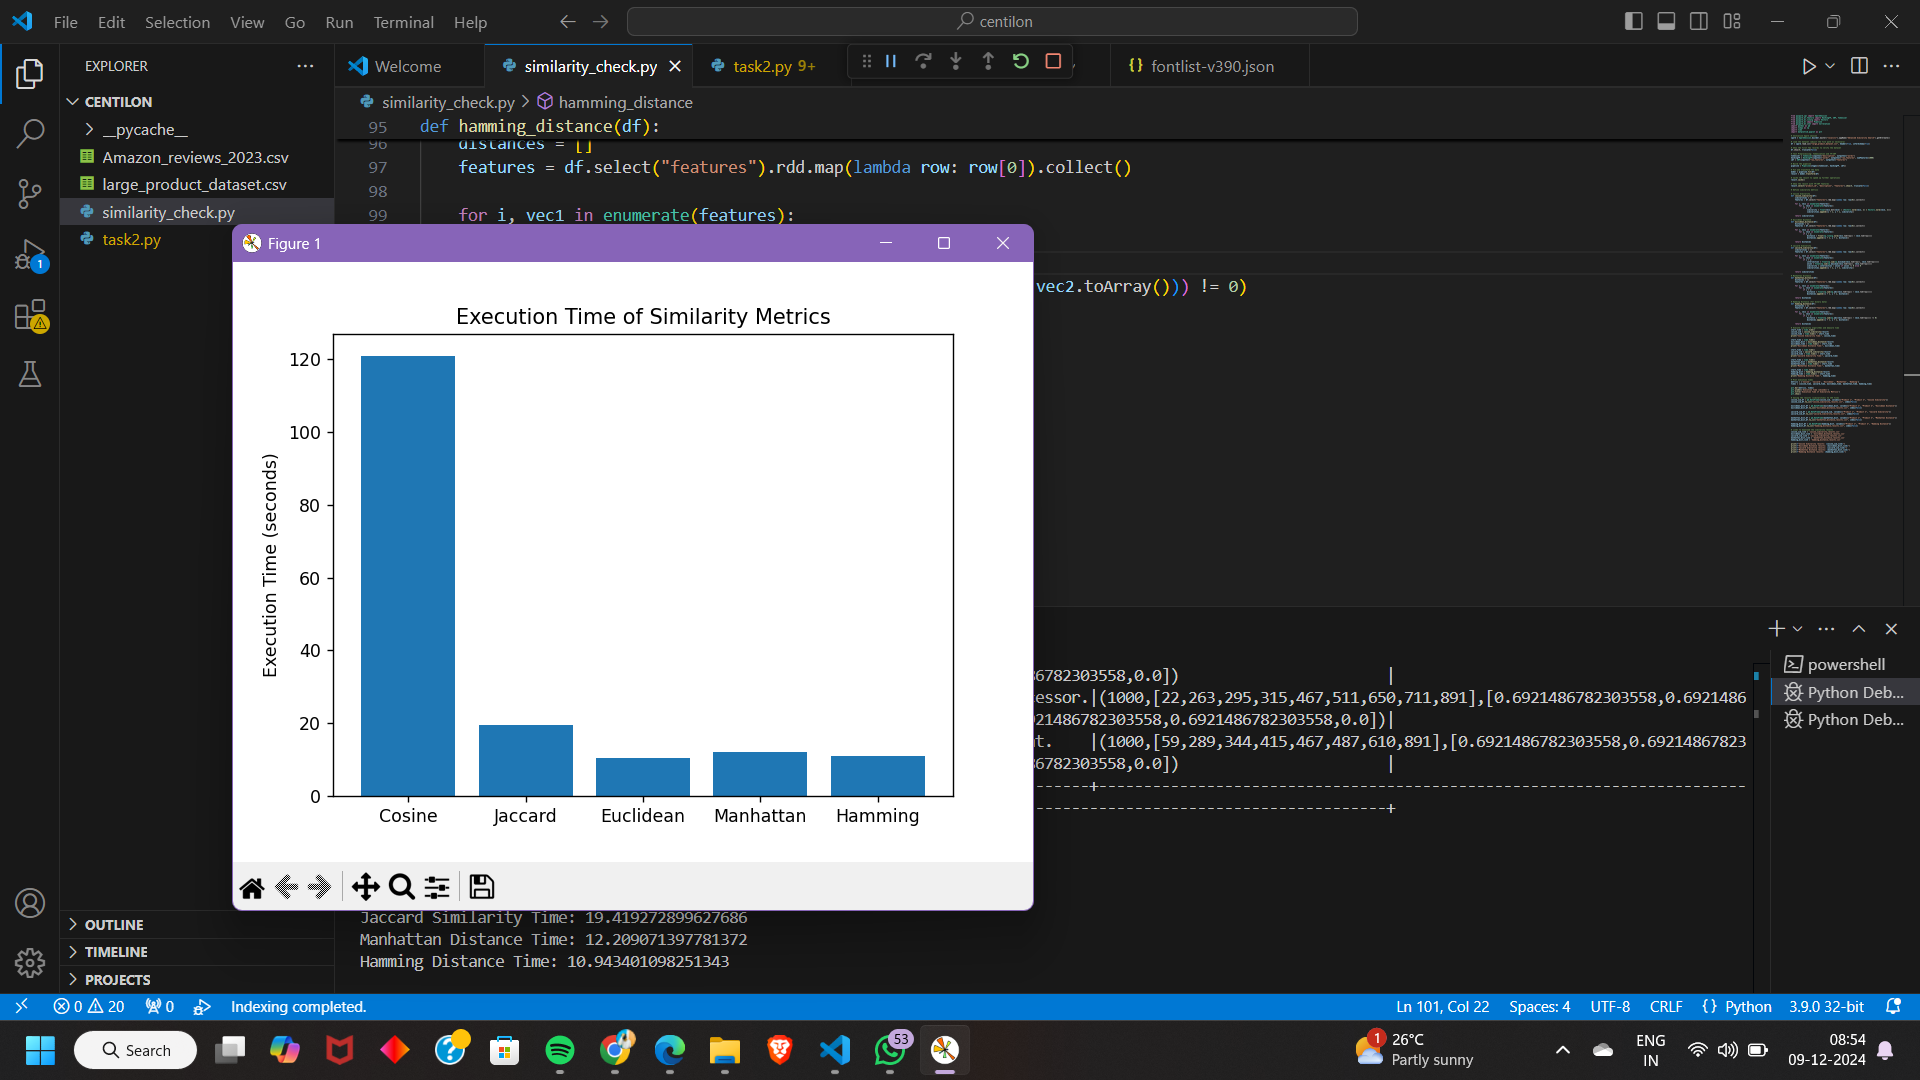 File Edit Selection View Go Run Terminal Help
centilon
EXPLORER
CENTILON
__pycache__
Amazon_reviews_2023.csv
large_product_dataset.csv
similarity_check.py
task2.py
OUTLINE
TIMELINE
PROJECTS
Welcome
similarity_check.py
task2.py 9+
fontlist-v390.json
similarity_check.py > hamming_distance
95 def hamming_distance(df):
96 distances = []
97 features = df.select("features").rdd.map(lambda row: row[0]).collect()
98
99 for i, vec1 in enumerate(features):
vec2.toArray())) != 0)
Figure 1
Execution Time of Similarity Metrics
Execution Time (seconds)
120
100
80
60
40
20
0
Cosine Jaccard Euclidean Manhattan Hamming
6782303558,0.0]) |
essor.|(1000,[22,263,295,315,467,511,650,711,891],[0.6921486782303558,0.6921486
21486782303558,0.6921486782303558,0.0])|
t. |(1000,[59,289,344,415,467,487,610,891],[0.6921486782303558,0.69214867823
6782303558,0.0]) |
Jaccard Similarity Time: 19.419272899627686
Manhattan Distance Time: 12.209071397781372
Hamming Distance Time: 10.943401098251343
powershell
Python Deb...
Python Deb...
1
0 20 0 Indexing completed.
Ln 101, Col 22 Spaces: 4 UTF-8 CRLF {} Python 3.9.0 32-bit
Search
53
1
26°C
Partly sunny
ENG
IN
08:54
09-12-2024